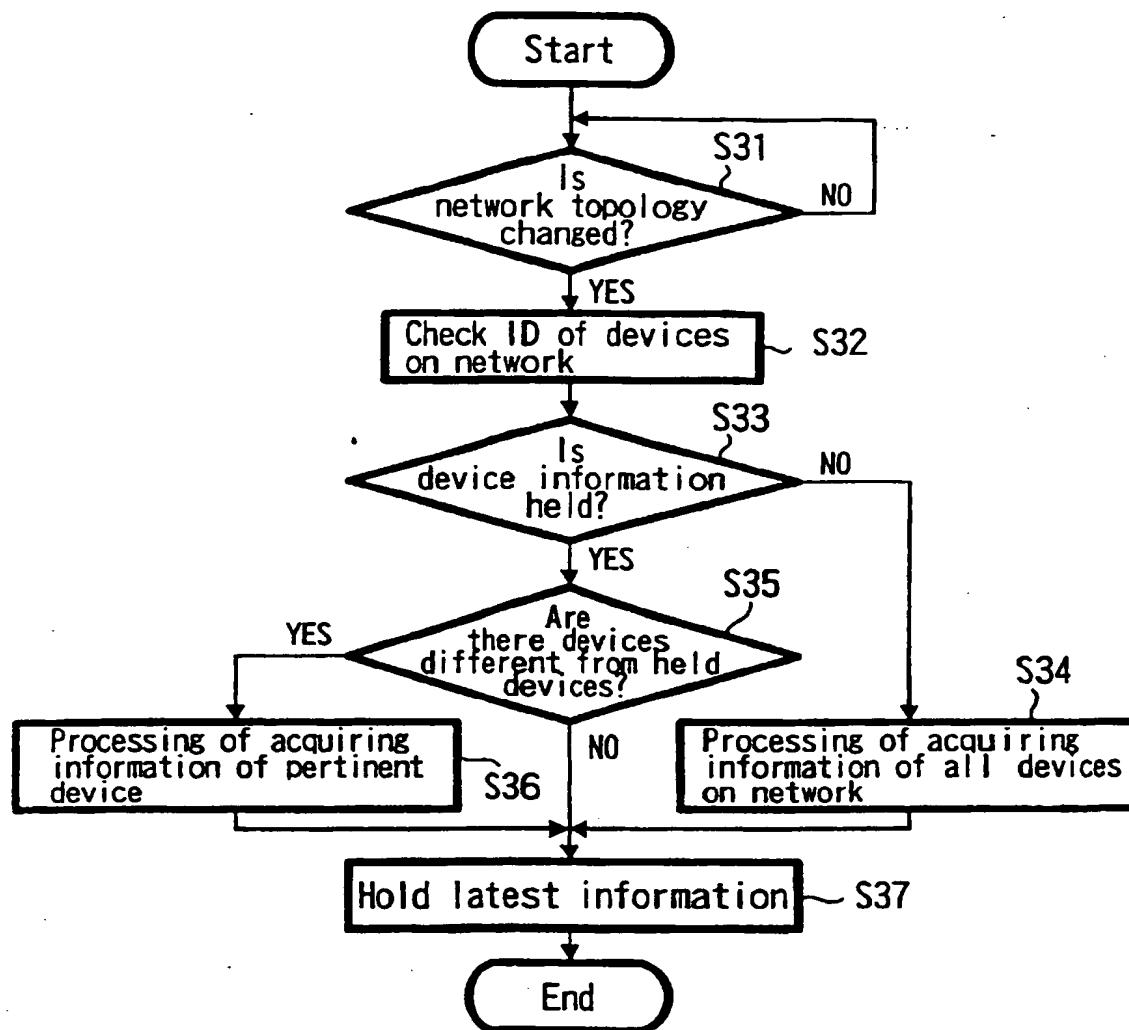 Start
S31
Is
network topology
changed?
NO
YES
Check ID of devices
on network
S32
S33
Is
device information
held?
NO
YES
S35
Are
there devices
different from held
devices?
YES
NO
S34
Processing of acquiring
information of pertinent
device
S36
Processing of acquiring
information of all devices
on network
Hold latest information
S37
End